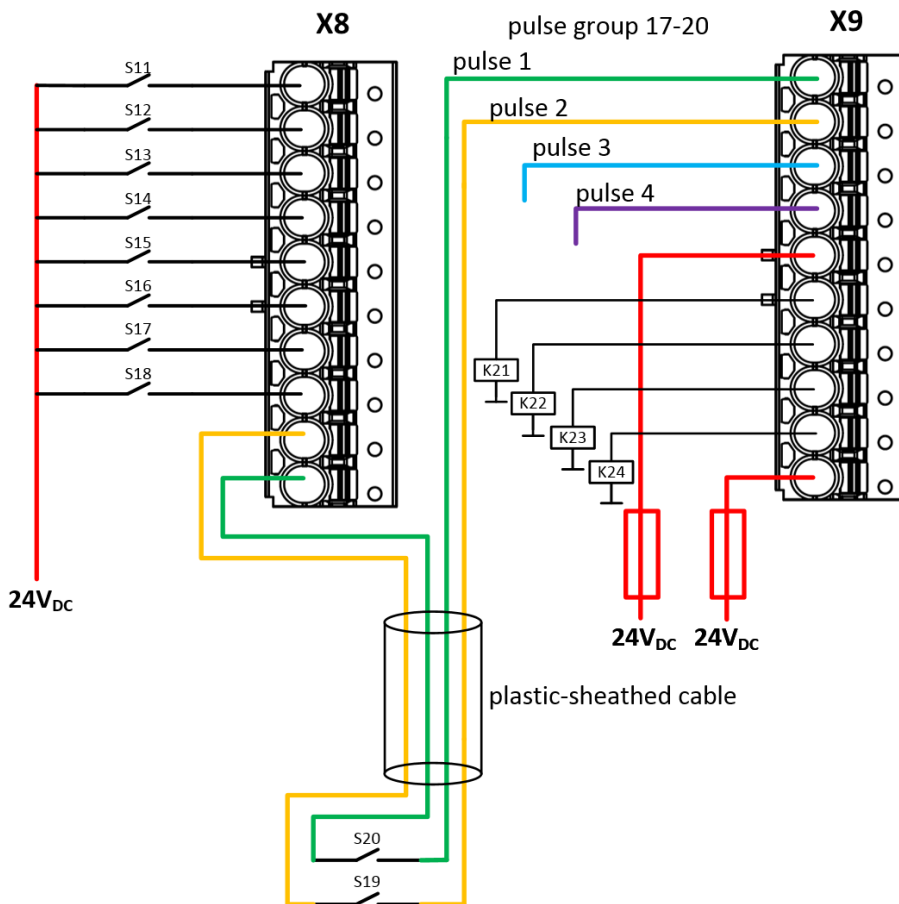 X8
pulse group 17-20
X9
pulse 1
S11
S12
pulse 2
S13
pulse 3
S14
pulse 4
S15
S16
S17
K21
S18
K22
K23
K24
24VDC
24VDC
24VDC
plastic-sheathed cable
S20
S19